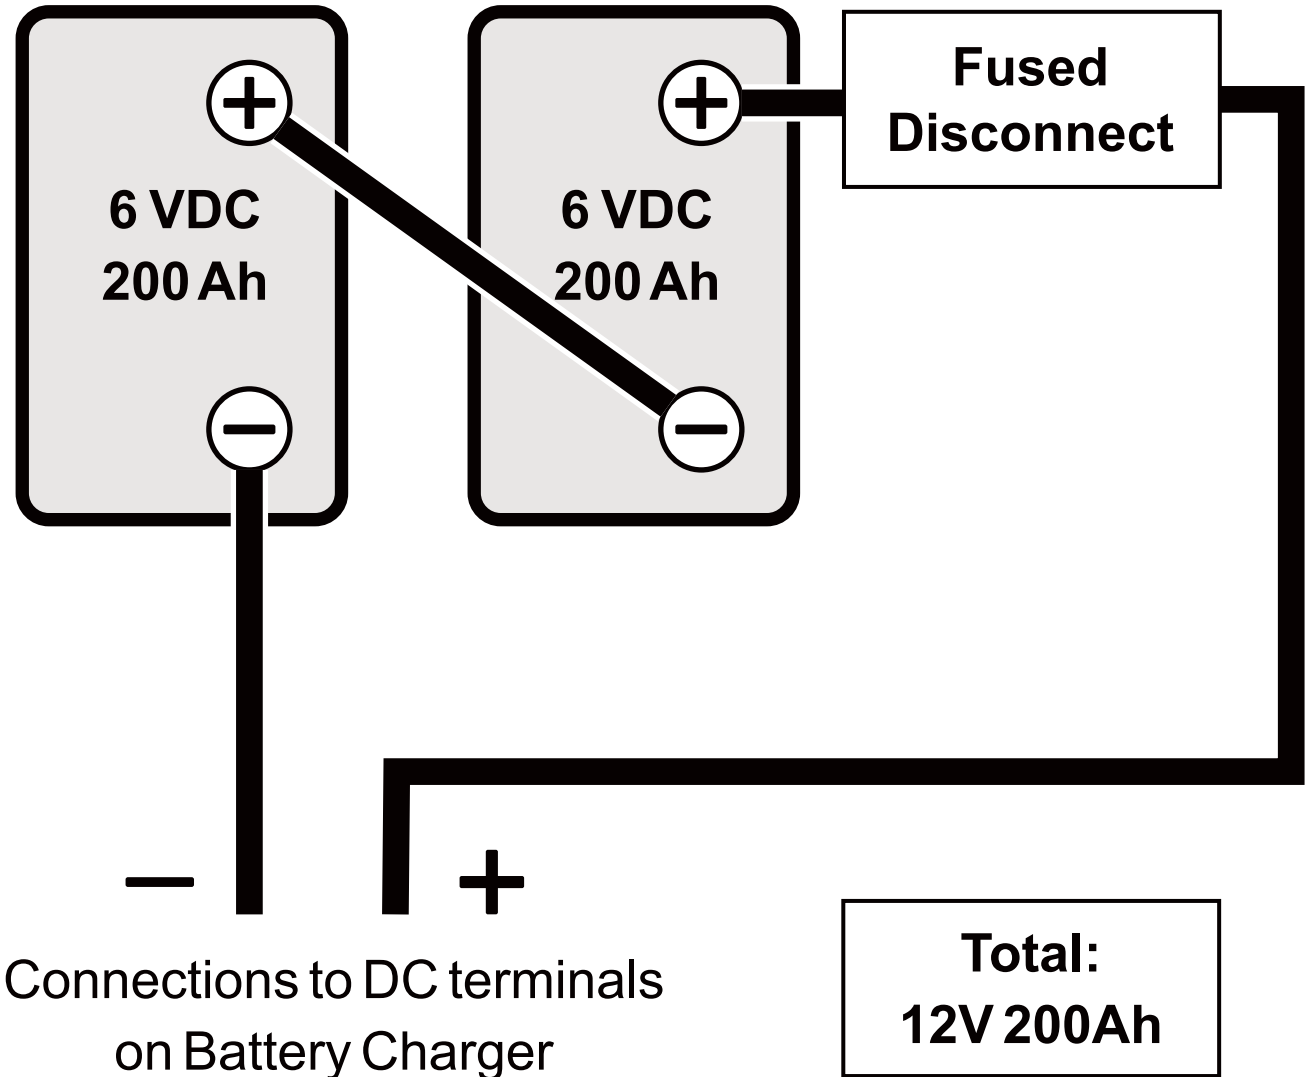 +
+
Fused
Disconnect
6 VDC
200 Ah
6 VDC
200 Ah
−
−
− +
Connections to DC terminals
on Battery Charger
Total:
12V 200Ah